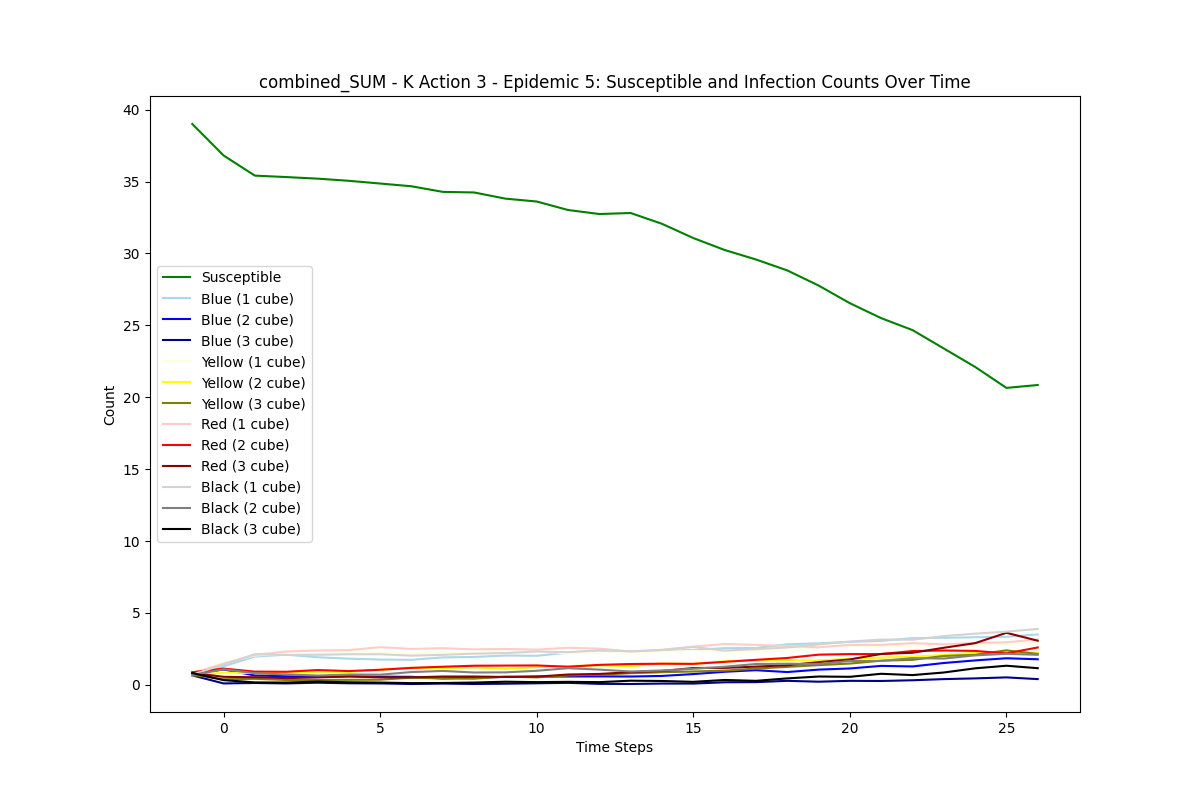 combined_SUM - K Action 3 - Epidemic 5: Susceptible and Infection Counts Over Time
40
35
30
25
20
15
10
5
0
Count
Susceptible
Blue (1 cube)
Blue (2 cube)
Blue (3 cube)
Yellow (1 cube)
Yellow (2 cube)
Yellow (3 cube)
Red (1 cube)
Red (2 cube)
Red (3 cube)
Black (1 cube)
Black (2 cube)
Black (3 cube)
0 5 10 15 20 25
Time Steps